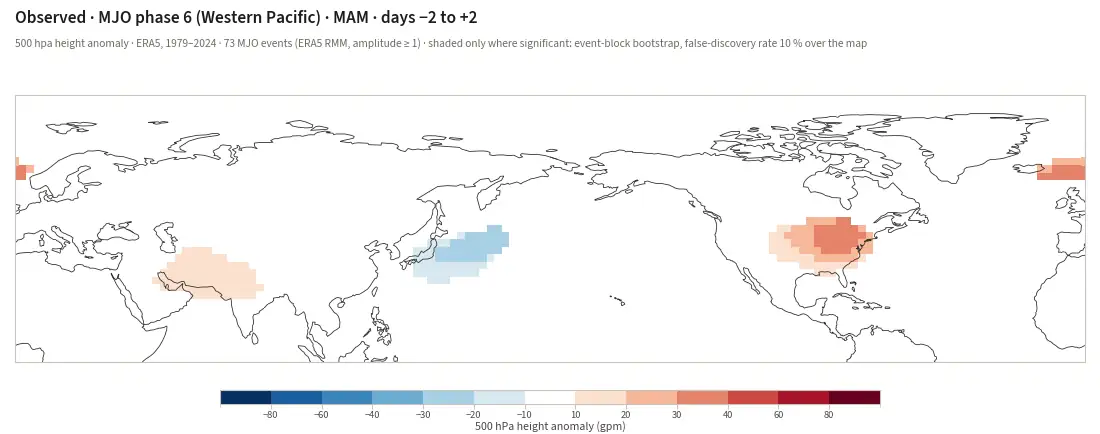 Observed · MJO phase 6 (Western Pacific) · MAM · days −2 to +2
500 hpa height anomaly · ERA5, 1979–2024 · 73 MJO events (ERA5 RMM, amplitude ≥ 1) · shaded only where significant: event-block bootstrap, false-discovery rate 10 % over the map
−80 −60 −40 −30 −20 −10 10 20 30 40 60 80
500 hPa height anomaly (gpm)